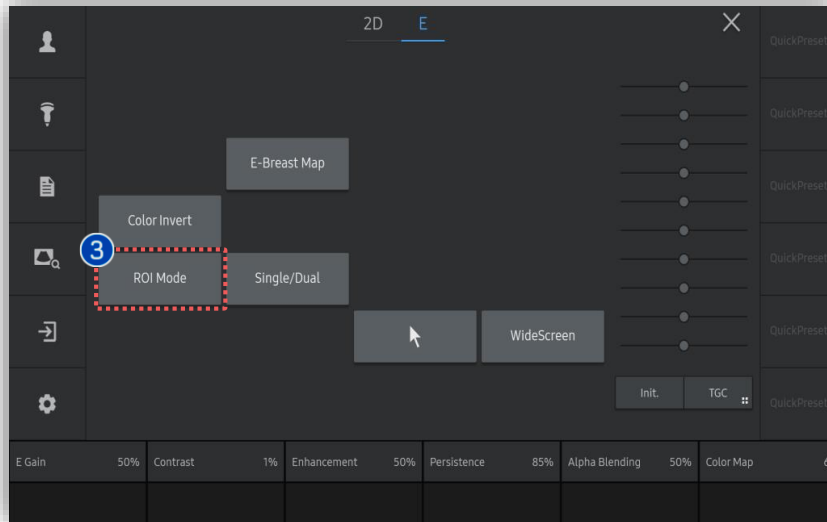 2D E
QuickPreset
QuickPreset
E-Breast Map
QuickPreset
Color Invert
3
ROI Mode Single/Dual
QuickPreset
WideScreen
QuickPreset
Init. TGC
QuickPreset
E Gain 50% Contrast 1% Enhancement 50% Persistence 85% Alpha Blending 50% Color Map 6